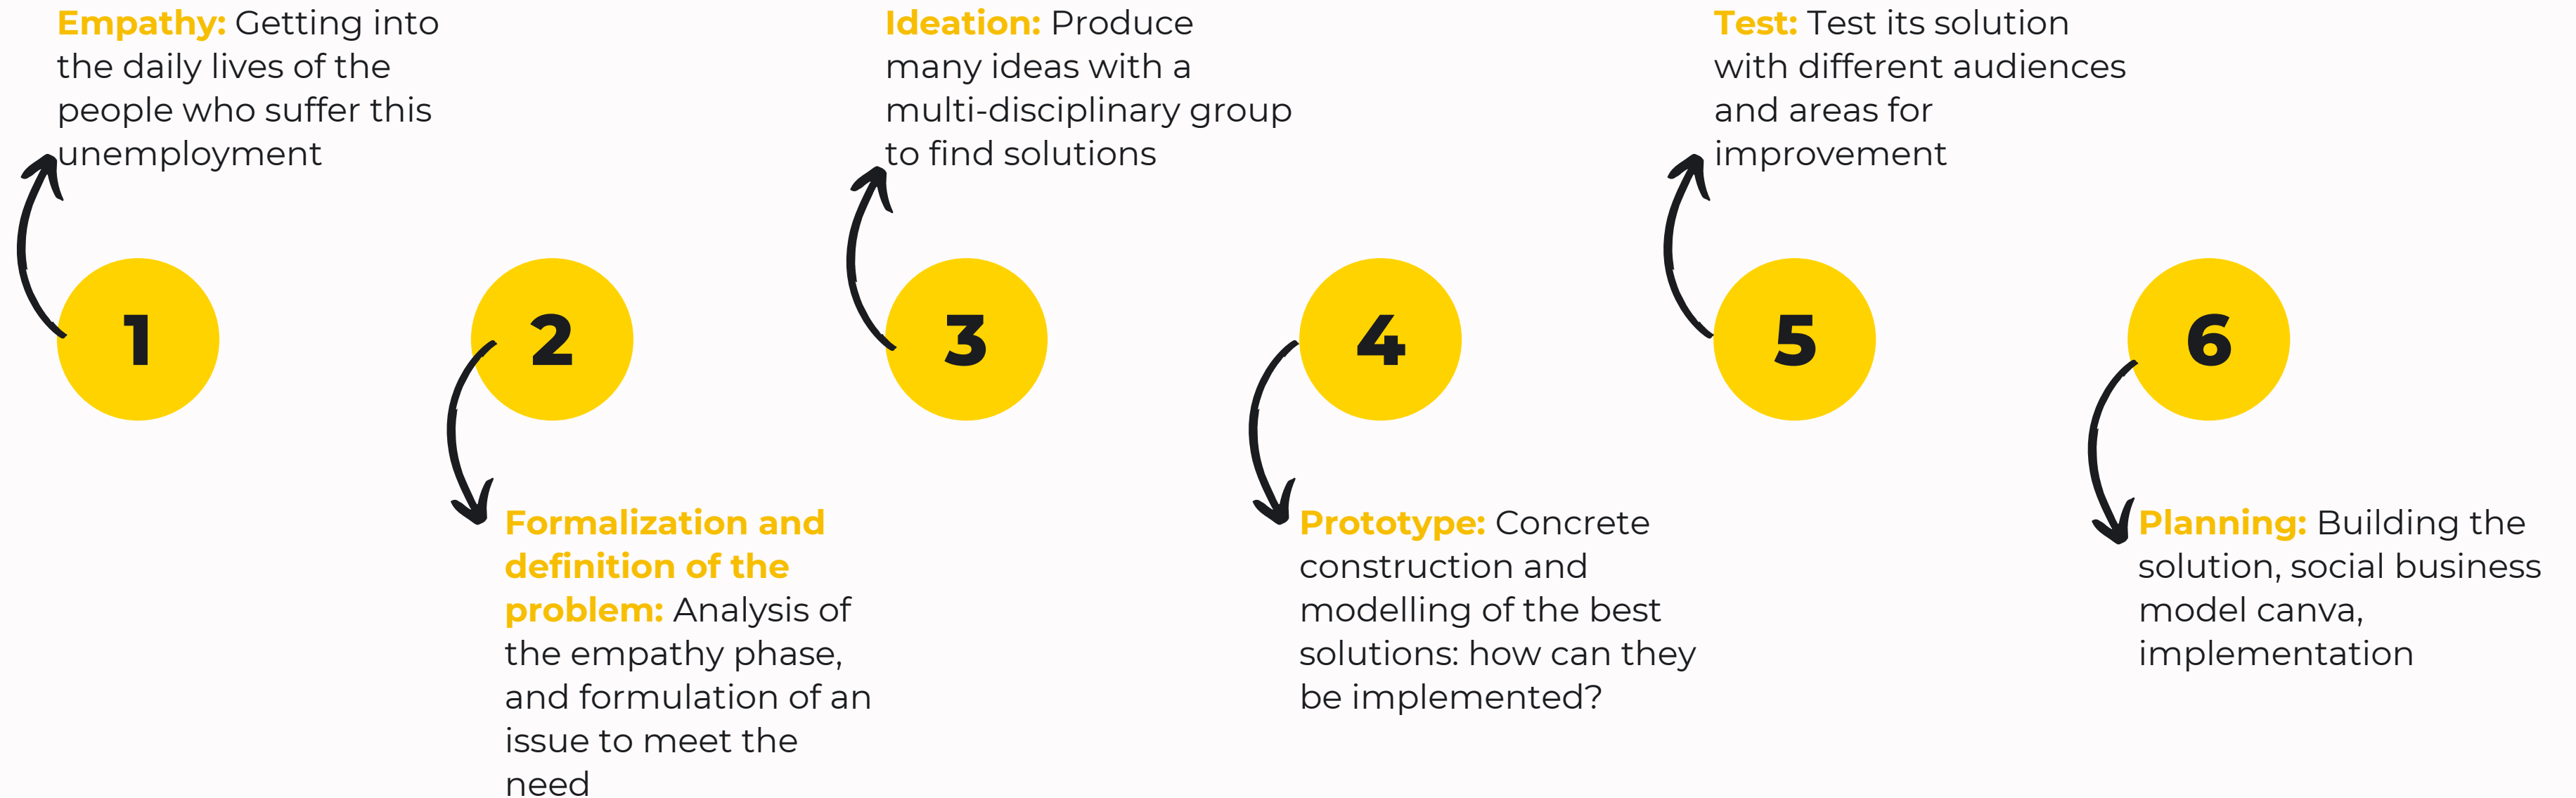 Empathy: Getting into
the daily lives of the
people who suffer this
unemployment
1
2
Formalization and
definition of the
problem: Analysis of
the empathy phase,
and formulation of an
issue to meet the
need
Ideation: Produce
many ideas with a
multi-disciplinary group
to find solutions
3
4
Prototype: Concrete
construction and
modelling of the best
solutions: how can they
be implemented?
Test: Test its solution
with different audiences
and areas for
improvement
5
6
Planning: Building the
solution, social business
model canva,
implementation